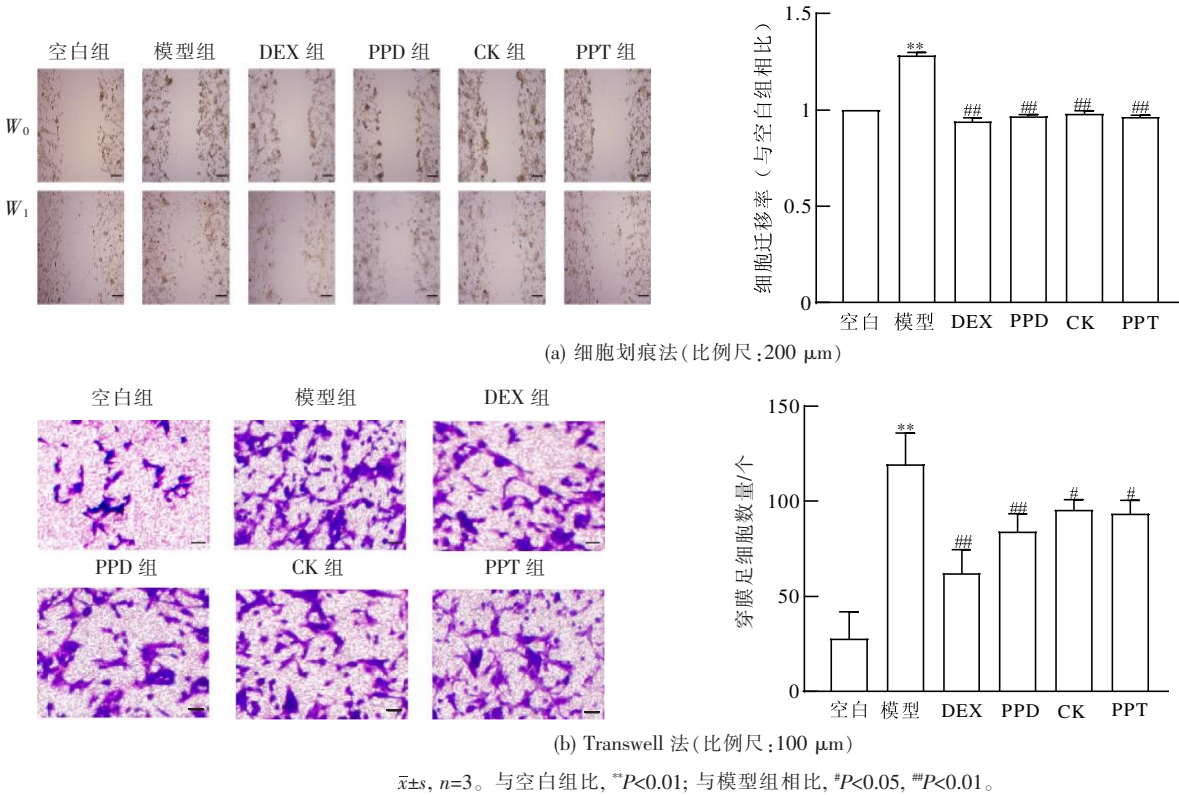 空白组 模型组 DEX 组 PPD 组 CK 组 PPT 组
W0
W1
细胞迁移率（与空白组相比）
1.5
1
0.5
0
** ## ## ## ##
空白 模型 DEX PPD CK PPT
(a) 细胞划痕法(比例尺:200 μm)
空白组 模型组 DEX 组
PPD 组 CK 组 PPT 组
穿膜足细胞数量/个
150
100
50
0
** ## ## # #
空白 模型 DEX PPD CK PPT
(b) Transwell 法(比例尺:100 μm)
x̄±s, n=3。与空白组比, **P<0.01; 与模型组相比, #P<0.05, ##P<0.01。